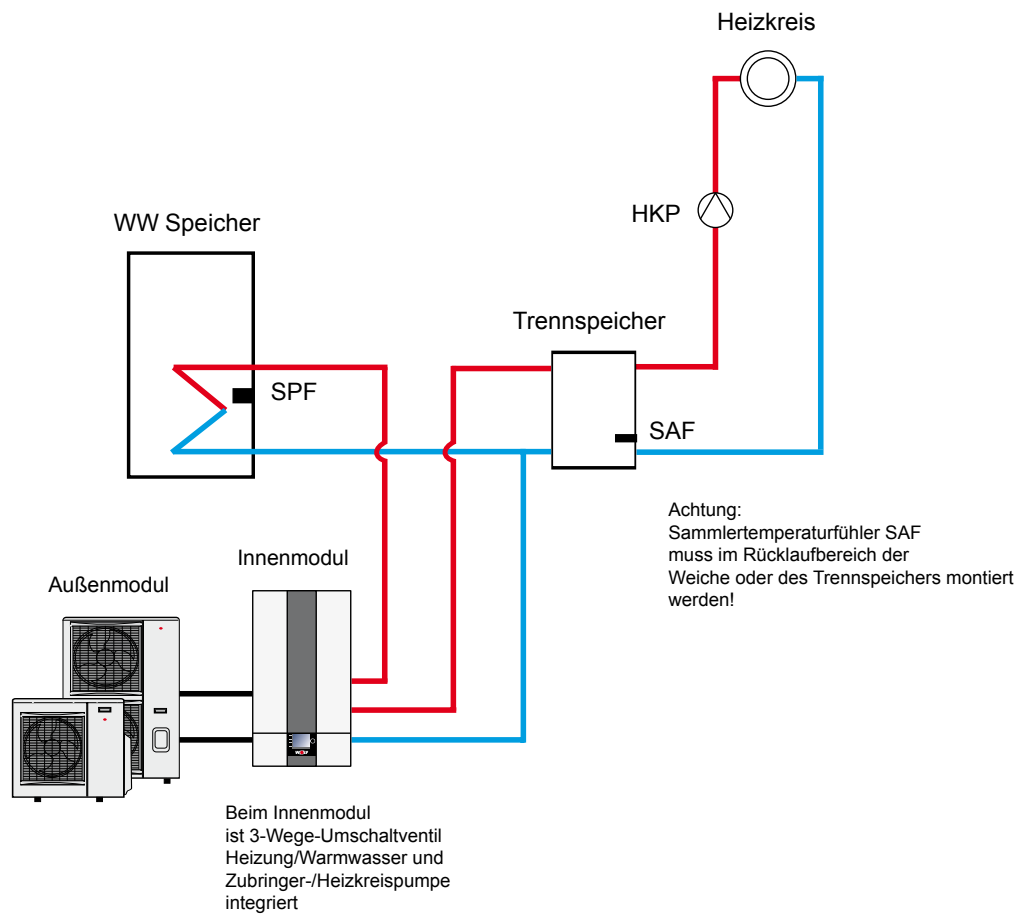 Heizkreis
HKP
WW Speicher
Trennspeicher
SPF
SAF
Achtung:
Sammlertemperaturfühler SAF
muss im Rücklaufbereich der
Weiche oder des Trennspeichers montiert
werden!
Innenmodul
Außenmodul
WOLF
Beim Innenmodul
ist 3-Wege-Umschaltventil
Heizung/Warmwasser und
Zubringer-/Heizkreispumpe
integriert